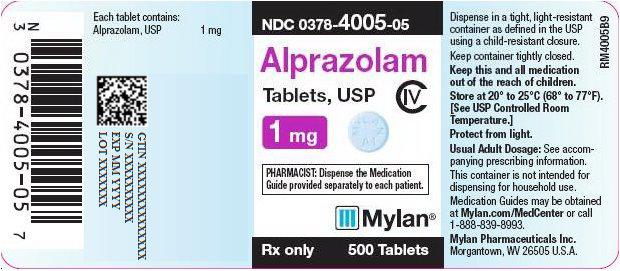 3 0378-4005-05 7
Each tablet contains:
Alprazolam, USP 1 mg
GTIN XXXXXXXXXXXXXX
S/N XXXXXXXXXX
EXP MM YYYY
LOT XXXXXXX
NDC 0378-4005-05
Alprazolam
Tablets, USP CIV
1 mg
PHARMACIST: Dispense the Medication
Guide provided separately to each patient.
Mylan®
Rx only 500 Tablets
Dispense in a tight, light-resistant
container as defined in the USP
using a child-resistant closure.
Keep container tightly closed.
Keep this and all medication
out of the reach of children.
Store at 20° to 25°C (68° to 77°F).
[See USP Controlled Room
Temperature.]
Protect from light.
Usual Adult Dosage: See accom-
panying prescribing information.
This container is not intended for
dispensing for household use.
Medication Guides may be obtained
at Mylan.com/MedCenter or call
1-888-839-8993.
Mylan Pharmaceuticals Inc.
Morgantown, WV 26505 U.S.A.
RM4005B9